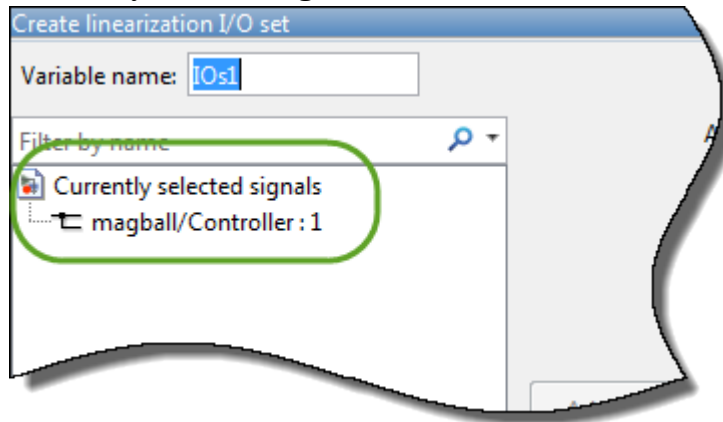 Create linearization I/O set
Variable name: IOs1
Filter by name
Currently selected signals
magball/Controller : 1